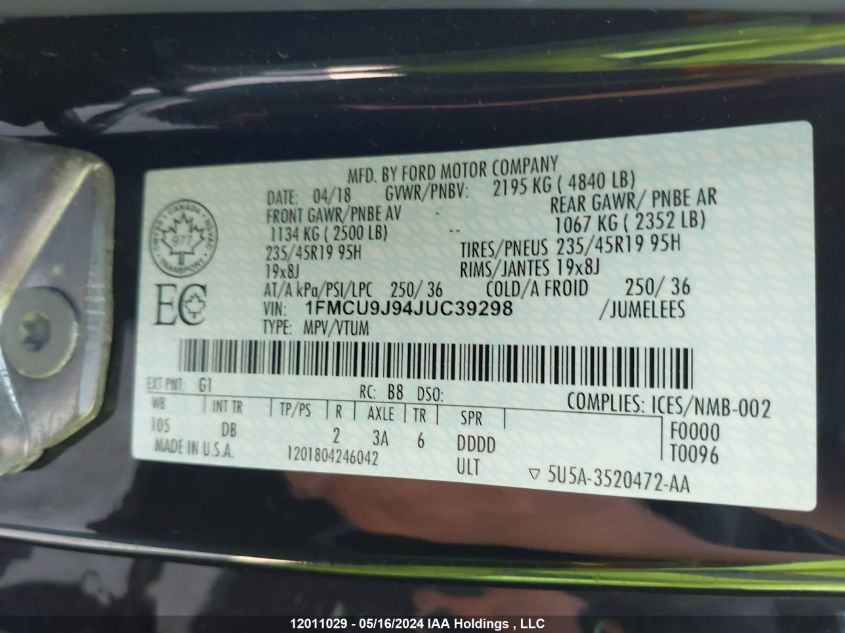 MFD. BY FORD MOTOR COMPANY
DATE: 04/18 GVWR/PNBV: 2195 KG ( 4840 LB)
FRONT GAWR/PNBE AV - REAR GAWR/ PNBE AR
1134 KG ( 2500 LB) -- 1067 KG ( 2352 LB)
235/45R19 95H TIRES/PNEUS 235/45R19 95H
19x8J RIMS/JANTES 19x8J
AT/A kPa/PSI/LPC 250/ 36 COLD/A FROID 250/ 36
VIN: 1FMCU9J94JUC39298 /JUMELEES
TYPE: MPV/VTUM
CANADA
977
TRANSPORT
EC
EXT PNT: G1 RC: B8 DSO: COMPLIES: ICES/NMB-002
WB INT TR TP/PS R AXLE TR SPR F0000
105 DB 2 3A 6 DDDD T0096
MADE IN U.S.A. 1201804246042 ULT ▽ 5U5A-3520472-AA
12011029 - 05/16/2024 IAA Holdings , LLC